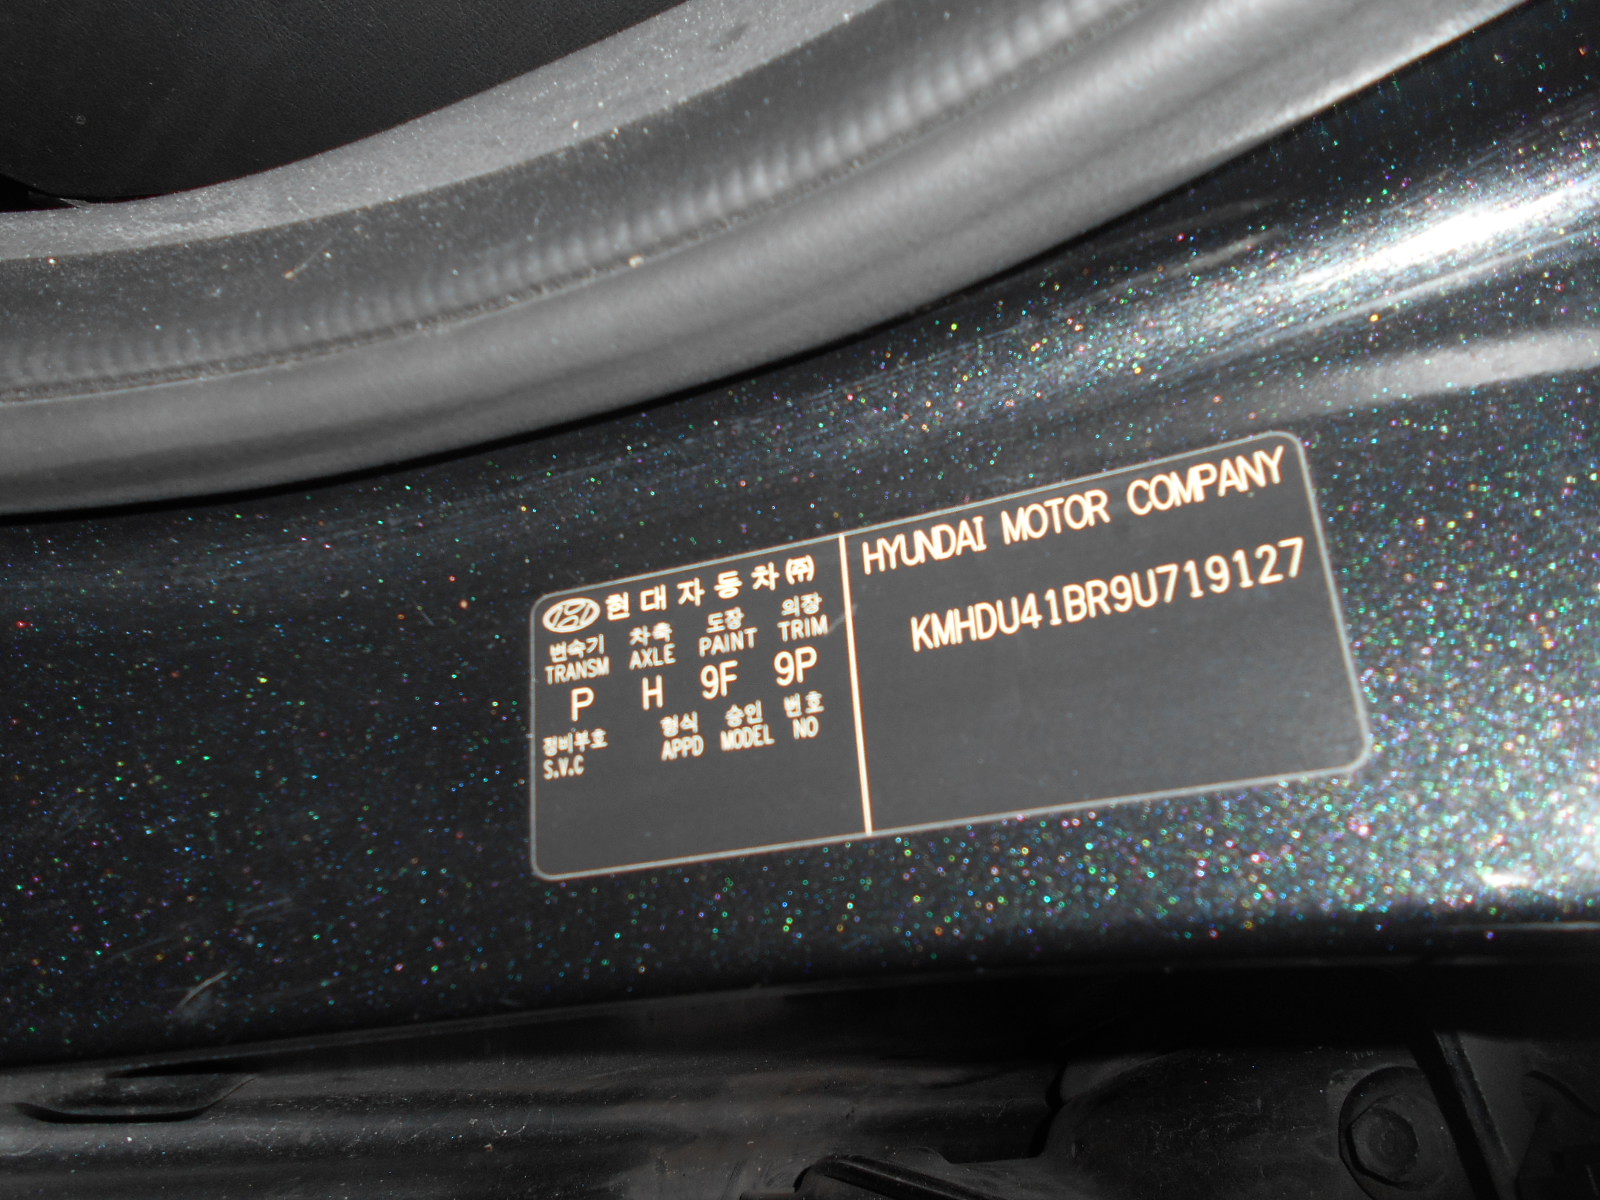 현대자동차㈜
변속기 차축 도장 의장
TRANSM AXLE PAINT TRIM
P H 9F 9P
정비부호 형식 승인 번호
S.V.C APPD MODEL NO
HYUNDAI MOTOR COMPANY
KMHDU41BR9U719127